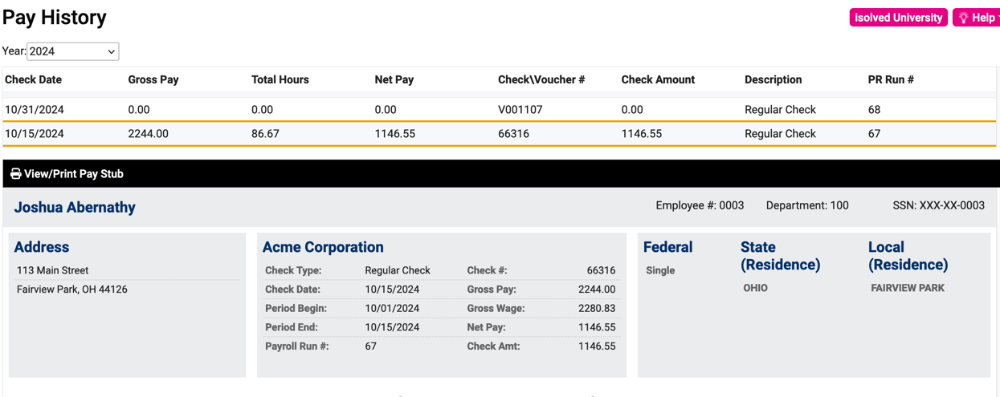 Pay History
isolved University
Help
Year: 2024
Check Date Gross Pay Total Hours Net Pay Check\Voucher # Check Amount Description PR Run #
10/31/2024 0.00 0.00 0.00 V001107 0.00 Regular Check 68
10/15/2024 2244.00 86.67 1146.55 66316 1146.55 Regular Check 67
View/Print Pay Stub
Joshua Abernathy Employee #: 0003 Department: 100 SSN: XXX-XX-0003
Address
113 Main Street
Fairview Park, OH 44126
Acme Corporation
Check Type: Regular Check Check #: 66316
Check Date: 10/15/2024 Gross Pay: 2244.00
Period Begin: 10/01/2024 Gross Wage: 2280.83
Period End: 10/15/2024 Net Pay: 1146.55
Payroll Run #: 67 Check Amt: 1146.55
Federal
Single
State
(Residence)
OHIO
Local
(Residence)
FAIRVIEW PARK